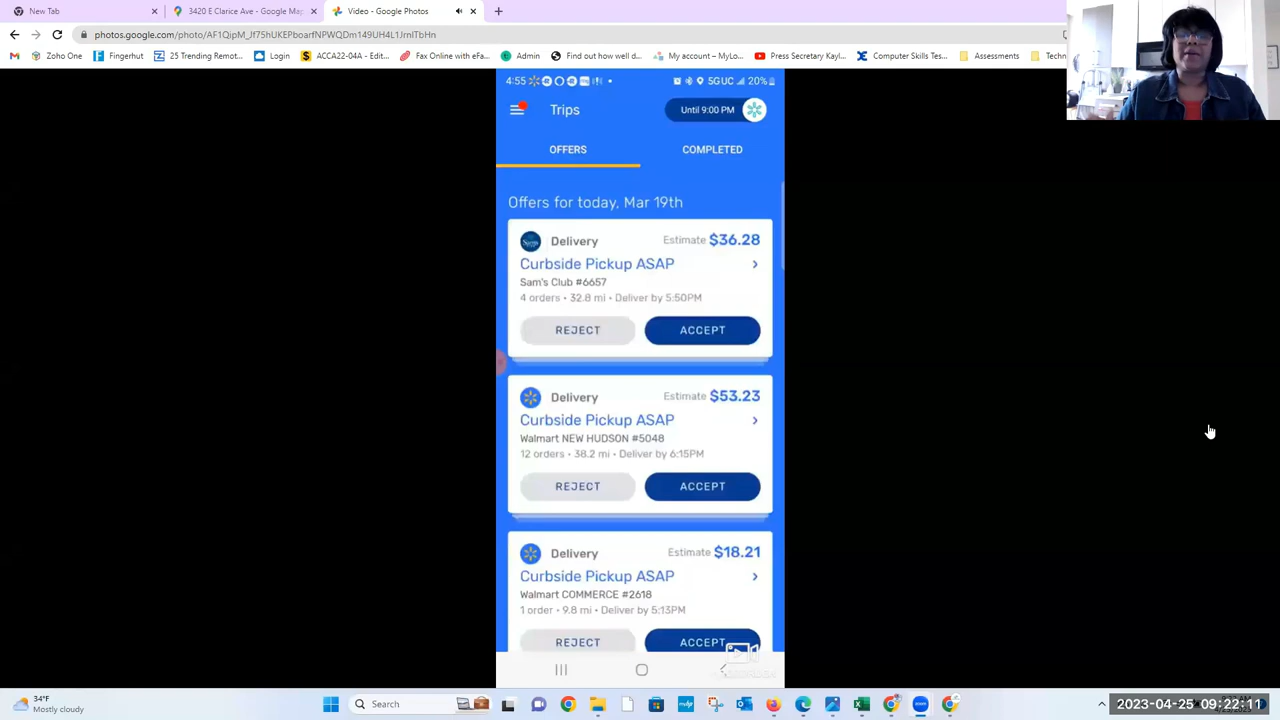 New Tab
3420 E Clarice Ave - Google Ma
Video - Google Photos
photos.google.com/photo/AF1QipM_Jf75hUKEPboarfNPWQDm149UH4L1JrnlTbHn
Zoho One
Fingerhut
25 Trending Remot...
Login
ACCA22-04A - Edit...
Fax Online with eFa...
Admin
Find out how well d...
My account – MyLo...
Press Secretary Kayl...
Computer Skills Tes...
Assessments
Techn
4:55
5GUC
20%
Trips
Until 9:00 PM
OFFERS
COMPLETED
Offers for today, Mar 19th
Delivery
Estimate $36.28
Curbside Pickup ASAP
Sam's Club #6657
4 orders • 32.8 mi • Deliver by 5:50PM
REJECT
ACCEPT
Delivery
Estimate $53.23
Curbside Pickup ASAP
Walmart NEW HUDSON #5048
12 orders • 38.2 mi • Deliver by 6:15PM
REJECT
ACCEPT
Delivery
Estimate $18.21
Curbside Pickup ASAP
Walmart COMMERCE #2618
1 order • 9.8 mi • Deliver by 5:13PM
REJECT
ACCEPT
34°F
Mostly cloudy
Search
2023-04-25 09:22:11